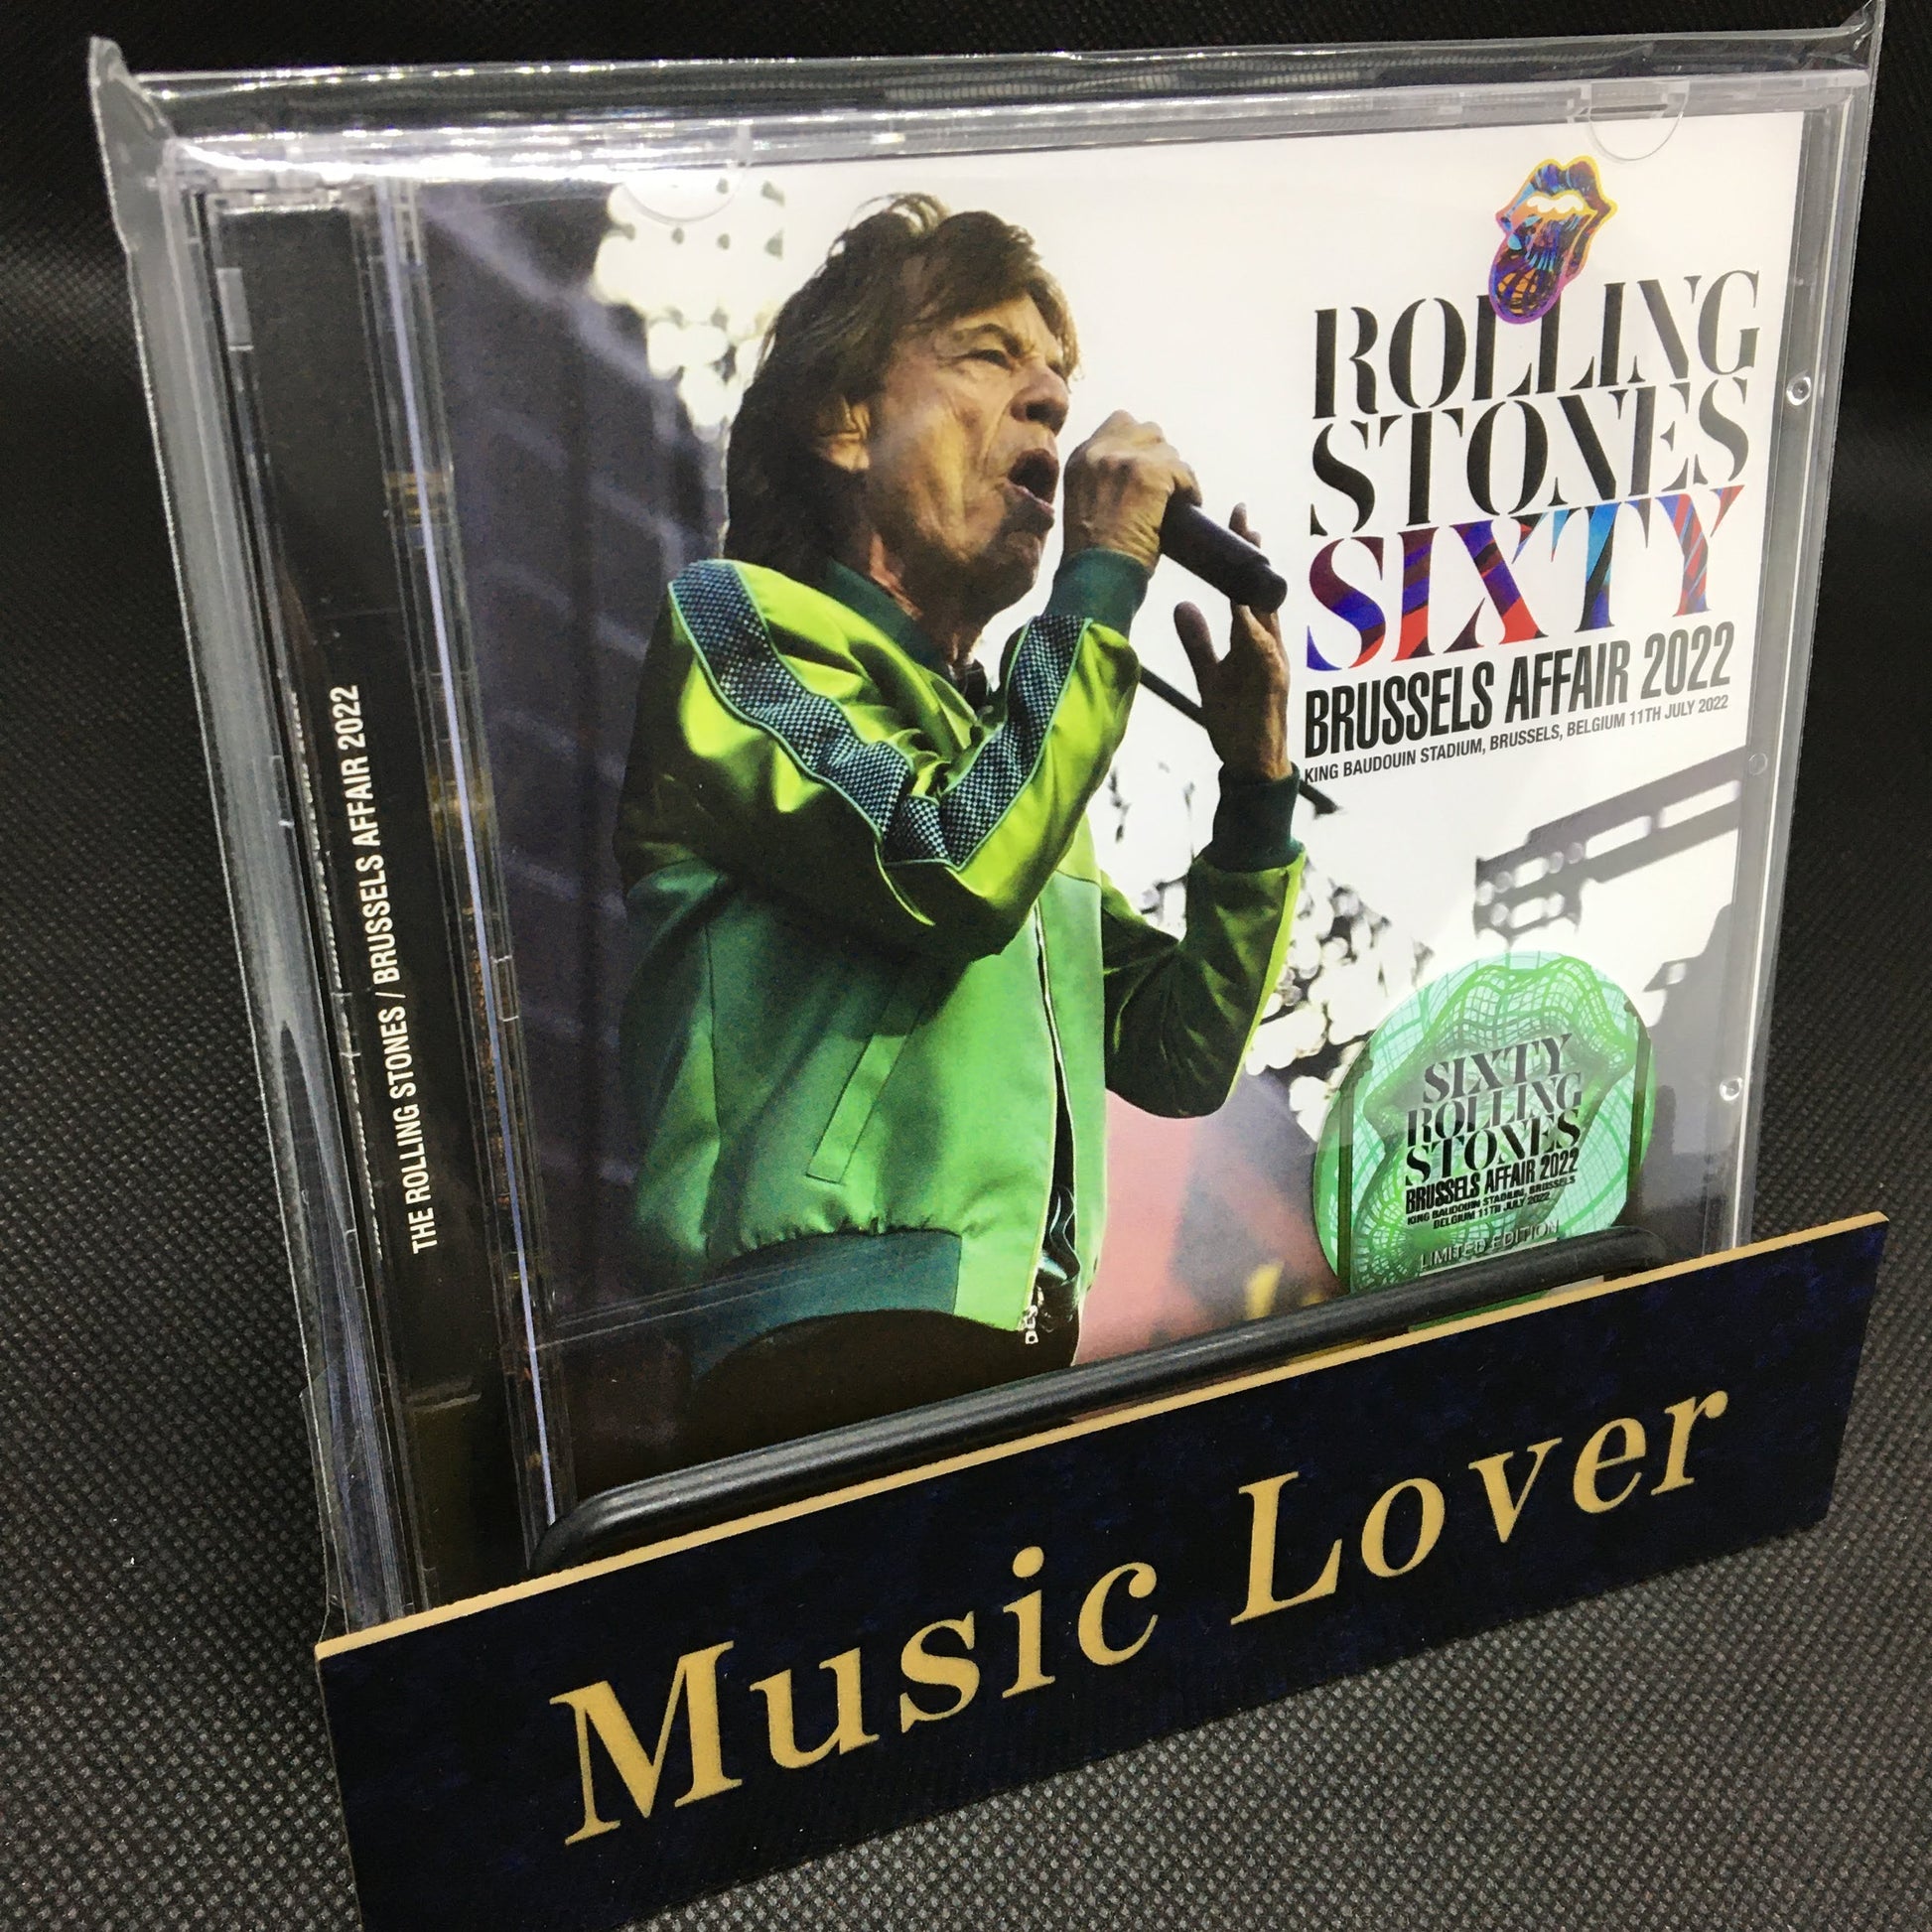 ROLLING
STONES
SIXTY
BRUSSELS AFFAIR 2022
KING BAUDOUIN STADIUM, BRUSSELS, BELGIUM 11TH JULY 2022
THE ROLLING STONES / BRUSSELS AFFAIR 2022
SIXTY
ROLLING
STONES
BRUSSELS AFFAIR 2022
KING BAUDOUIN STADIUM, BRUSSELS
BELGIUM 11TH JULY 2022
LIMITED EDITION
Music Lover